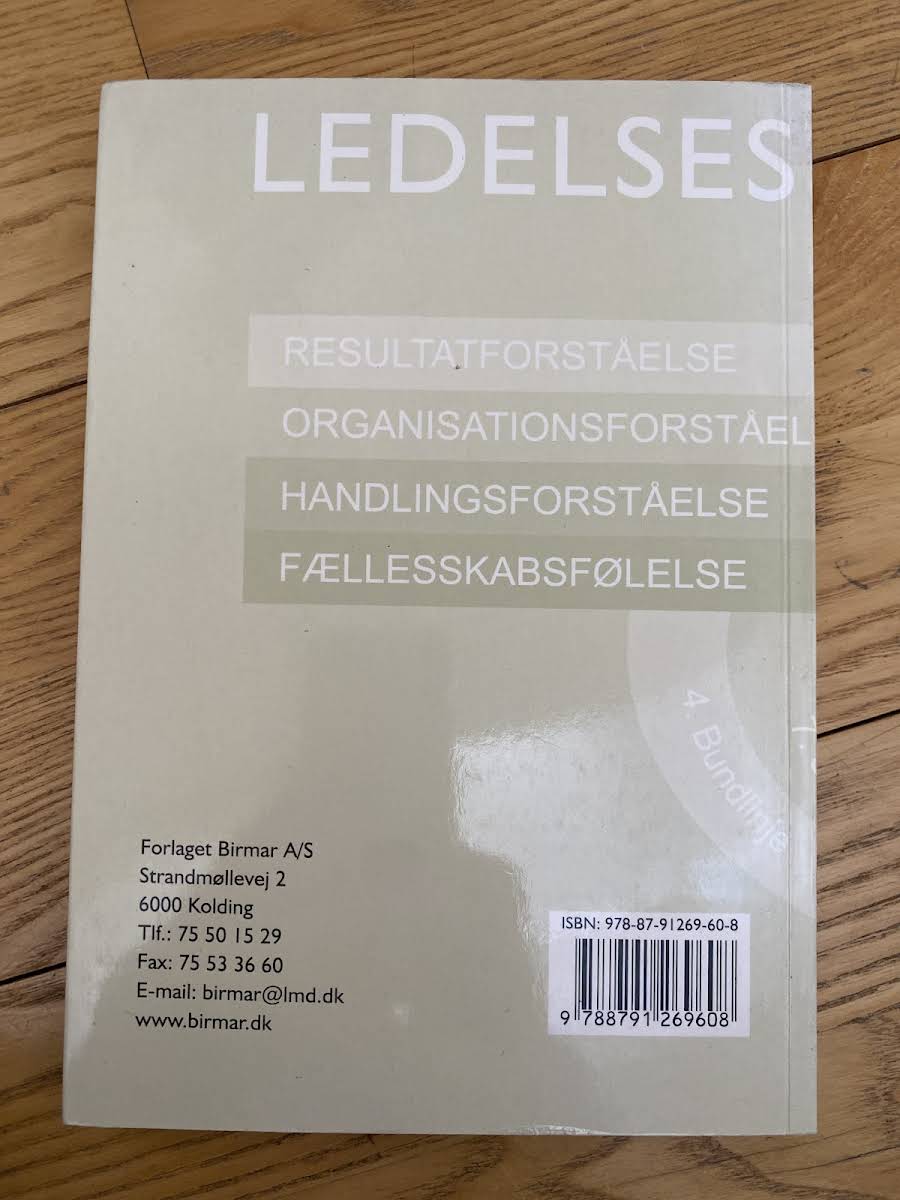 LEDELSES
RESULTATFORSTÅELSE
ORGANISATIONSFORSTÅEL
HANDLINGSFORSTÅELSE
FÆLLESSKABSFØLELSE
4. Bundlinje
Forlaget Birmar A/S
Strandmøllevej 2
6000 Kolding
Tlf.: 75 50 15 29
Fax: 75 53 36 60
E-mail: birmar@lmd.dk
www.birmar.dk
ISBN: 978-87-91269-60-8
9 788791 269608